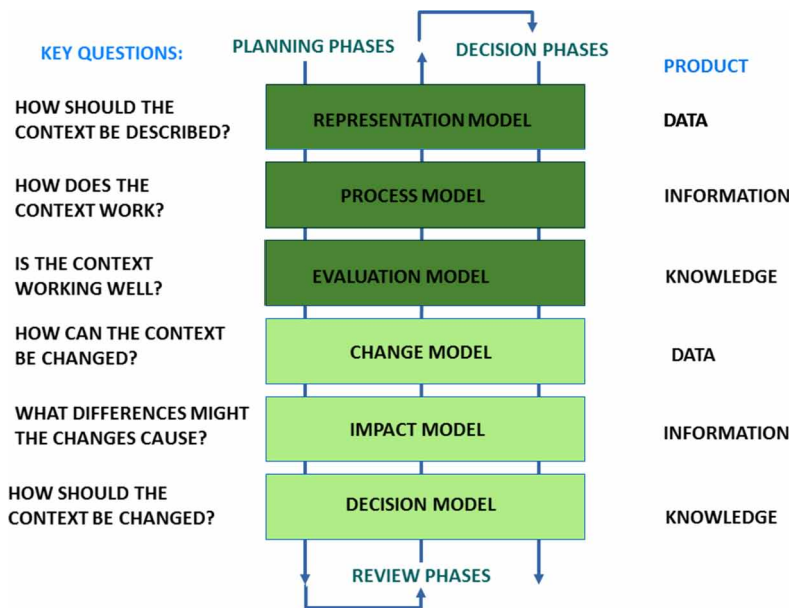 KEY QUESTIONS:
PLANNING PHASES
DECISION PHASES
PRODUCT
HOW SHOULD THE
CONTEXT BE DESCRIBED?
REPRESENTATION MODEL
DATA
HOW DOES THE
CONTEXT WORK?
PROCESS MODEL
INFORMATION
IS THE CONTEXT
WORKING WELL?
EVALUATION MODEL
KNOWLEDGE
HOW CAN THE CONTEXT
BE CHANGED?
CHANGE MODEL
DATA
WHAT DIFFERENCES MIGHT
THE CHANGES CAUSE?
IMPACT MODEL
INFORMATION
HOW SHOULD THE
CONTEXT BE CHANGED?
DECISION MODEL
KNOWLEDGE
REVIEW PHASES